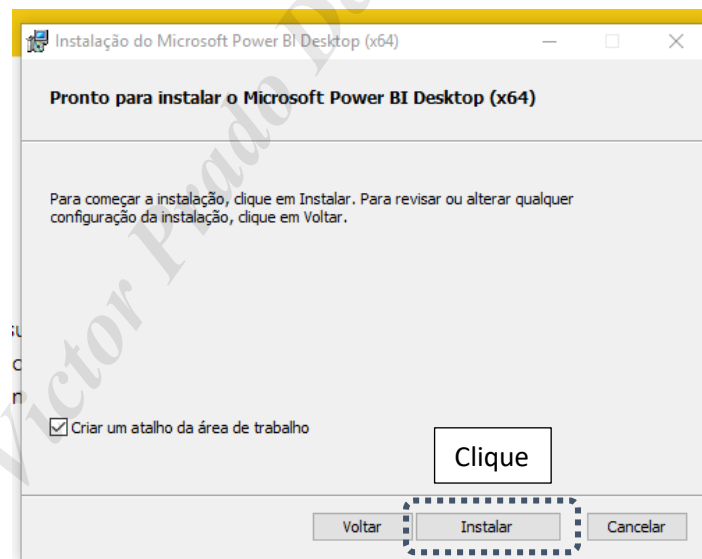 Instalação do Microsoft Power BI Desktop (x64)
Pronto para instalar o Microsoft Power BI Desktop (x64)
Para começar a instalação, clique em Instalar. Para revisar ou alterar qualquer
configuração da instalação, clique em Voltar.
Criar um atalho da área de trabalho
Clique
Voltar
Instalar
Cancelar
Victor Prado